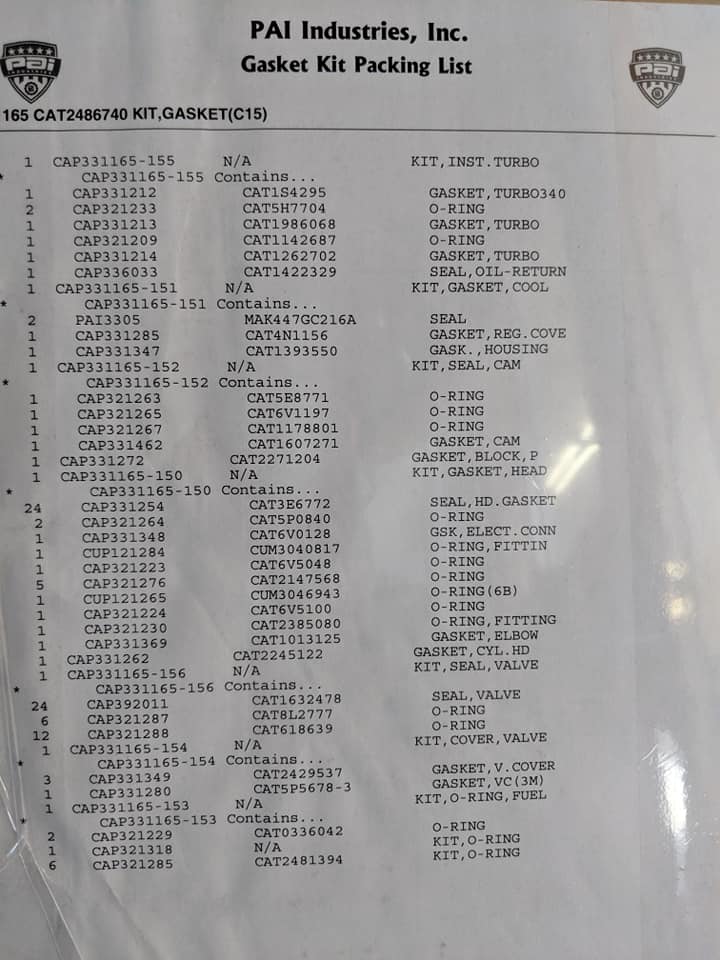 PAI Industries, Inc.
Gasket Kit Packing List
165 CAT2486740 KIT,GASKET(C15)
1 CAP331165-155 N/A KIT,INST.TURBO
* CAP331165-155 Contains...
1 CAP331212 CAT1S4295 GASKET,TURBO340
2 CAP321233 CAT5H7704 O-RING
1 CAP331213 CAT1986068 GASKET,TURBO
1 CAP321209 CAT1142687 O-RING
1 CAP331214 CAT1262702 GASKET,TURBO
1 CAP336033 CAT1422329 SEAL,OIL-RETURN
1 CAP331165-151 N/A KIT,GASKET,COOL
* CAP331165-151 Contains...
2 PAI3305 MAK447GC216A SEAL
1 CAP331285 CAT4N1156 GASKET,REG.COVE
1 CAP331347 CAT1393550 GASK.,HOUSING
1 CAP331165-152 N/A KIT,SEAL,CAM
* CAP331165-152 Contains...
1 CAP321263 CAT5E8771 O-RING
1 CAP321265 CAT6V1197 O-RING
1 CAP321267 CAT1178801 O-RING
1 CAP331462 CAT1607271 GASKET,CAM
1 CAP331272 CAT2271204 GASKET,BLOCK,P
1 CAP331165-150 N/A KIT,GASKET,HEAD
* CAP331165-150 Contains...
24 CAP331254 CAT3E6772 SEAL,HD.GASKET
2 CAP321264 CAT5P0840 O-RING
1 CAP331348 CAT6V0128 GSK,ELECT.CONN
1 CUP121284 CUM3040817 O-RING,FITTIN
1 CAP321223 CAT6V5048 O-RING
5 CAP321276 CAT2147568 O-RING
1 CUP121265 CUM3046943 O-RING(6B)
1 CAP321224 CAT6V5100 O-RING
1 CAP321230 CAT2385080 O-RING,FITTING
1 CAP331369 CAT1013125 GASKET,ELBOW
1 CAP331262 CAT2245122 GASKET,CYL.HD
1 CAP331165-156 N/A KIT,SEAL,VALVE
* CAP331165-156 Contains...
24 CAP392011 CAT1632478 SEAL,VALVE
6 CAP321287 CAT8L2777 O-RING
12 CAP321288 CAT618639 O-RING
1 CAP331165-154 N/A KIT,COVER,VALVE
* CAP331165-154 Contains...
3 CAP331349 CAT2429537 GASKET,V.COVER
1 CAP331280 CAT5P5678-3 GASKET,VC(3M)
1 CAP331165-153 N/A KIT,O-RING,FUEL
* CAP331165-153 Contains...
2 CAP321229 CAT0336042 O-RING
1 CAP321318 N/A KIT,O-RING
6 CAP321285 CAT2481394 KIT,O-RING